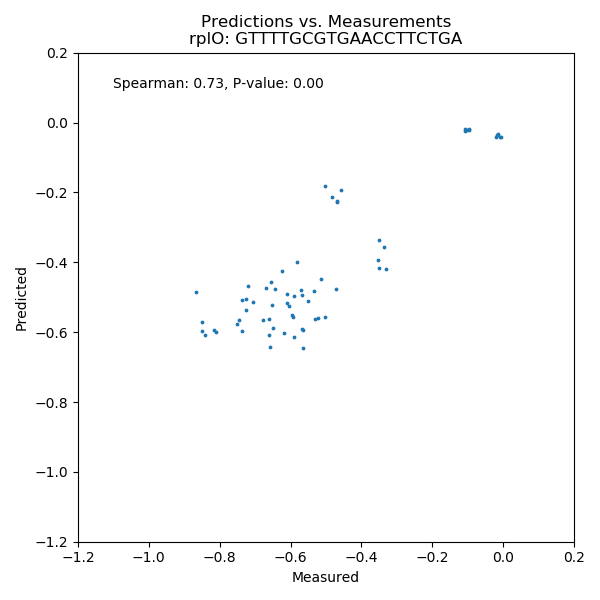 Predictions vs. Measurements
rplO: GTTTTGCGTGAACCTTCTGA
Spearman: 0.73, P-value: 0.00
0.2
0.0
−0.2
−0.4
−0.6
−0.8
−1.0
−1.2
Predicted
−1.2 −1.0 −0.8 −0.6 −0.4 −0.2 0.0 0.2
Measured